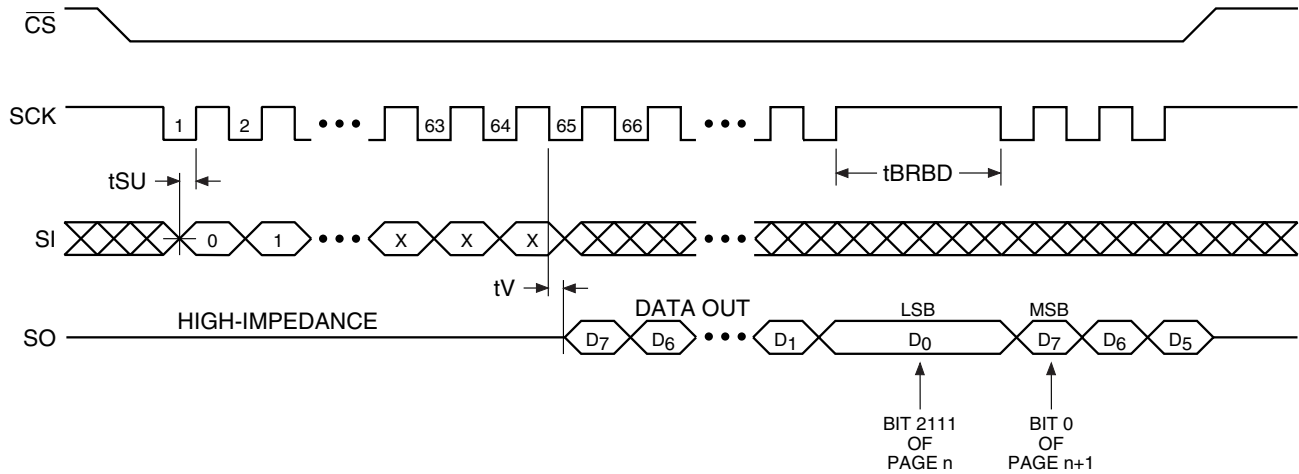 CS
SCK 1 2 63 64 65 66
tSU tBRBD
SI 0 1 X X X
tV
HIGH-IMPEDANCE DATA OUT LSB MSB
SO D7 D6 D1 D0 D7 D6 D5
BIT 2111 BIT 0
OF OF
PAGE n PAGE n+1